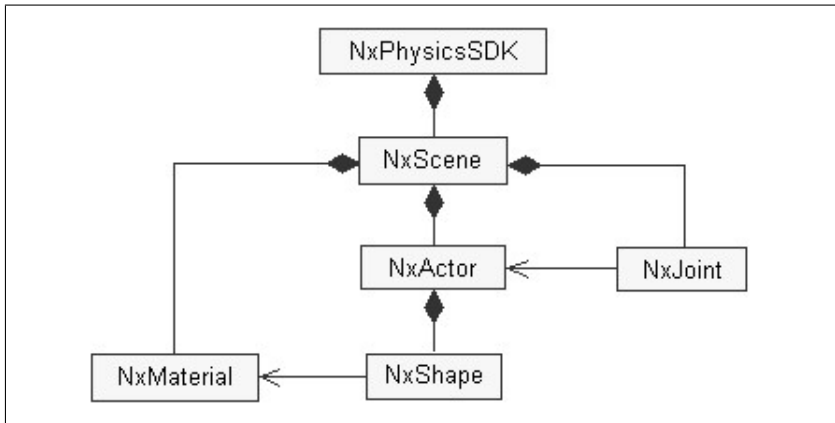 NxPhysicsSDK
NxScene
NxActor
NxJoint
NxMaterial
NxShape